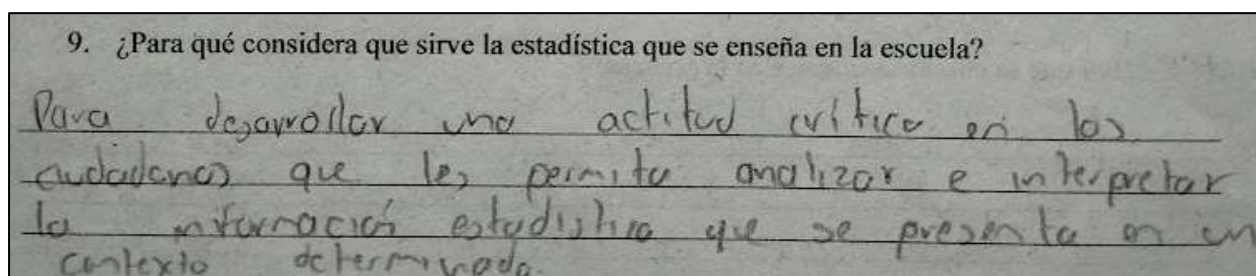 9. ¿Para qué considera que sirve la estadística que se enseña en la escuela?
Para desarrollar una actitud crítica en los
ciudadanos que les permita analizar e interpretar
la información estadística que se presenta en un
contexto determinado.